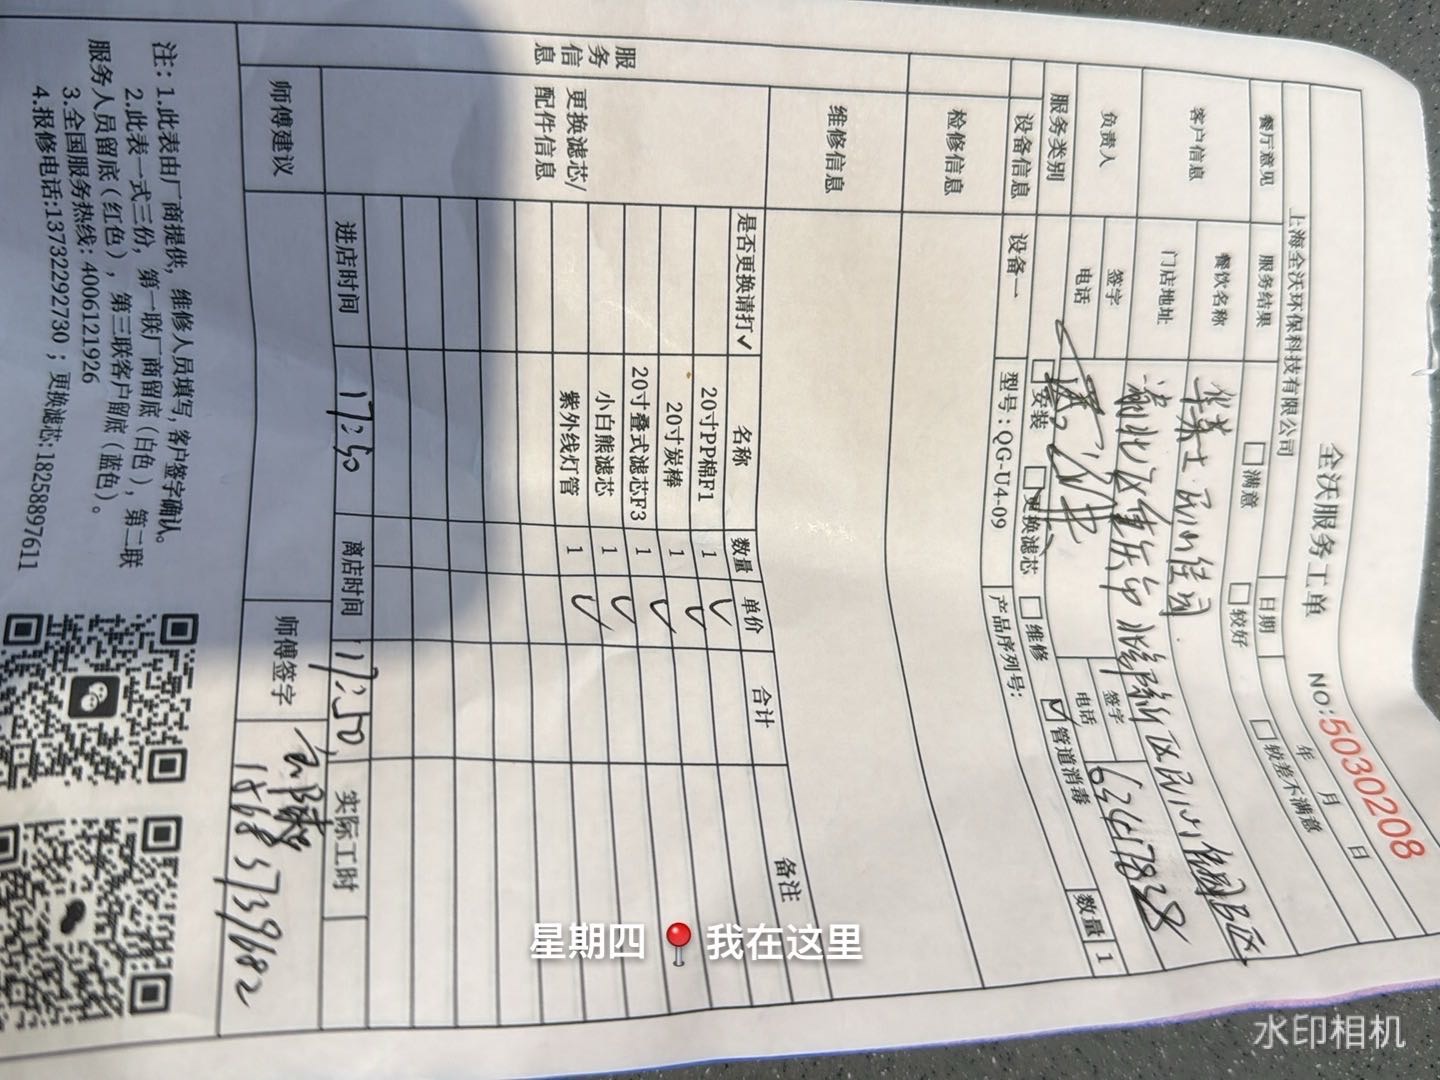 全沃服务工单
NO:5030208
上海全沃环保科技有限公司
日期 年 月 日
餐厅意见 服务结果 满意 较好 较差不满意
客户信息 餐饮名称 华莱士
门店地址
负责人 签字 签字
电话 电话
服务类别 安装 更换滤芯 维修 ✓管道消毒
设备信息 设备一 型号:QG-U4-09 产品序列号: 数量 1
检修信息
维修信息
服务信息
更换滤芯/配件信息
是否更换请打✓ 名称 数量 单价 合计 备注
20寸PP棉F1 1 ✓
20寸炭棒 1 ✓
20寸叠式滤芯F3 1 ✓
小白熊滤芯 1 ✓
紫外线灯管 1 ✓
进店时间 17:30 离店时间 17:50 实际工时
师傅建议 师傅签字
18683739682
注:1.此表由厂商提供,维修人员填写,客户签字确认。
2.此表一式三份,第一联厂商留底(白色),第二联
服务人员留底(红色),第三联客户留底(蓝色)。
3.全国服务热线:4006121926
4.报修电话:13732292730;更换滤芯:18258897611
星期四 📍 我在这里
水印相机